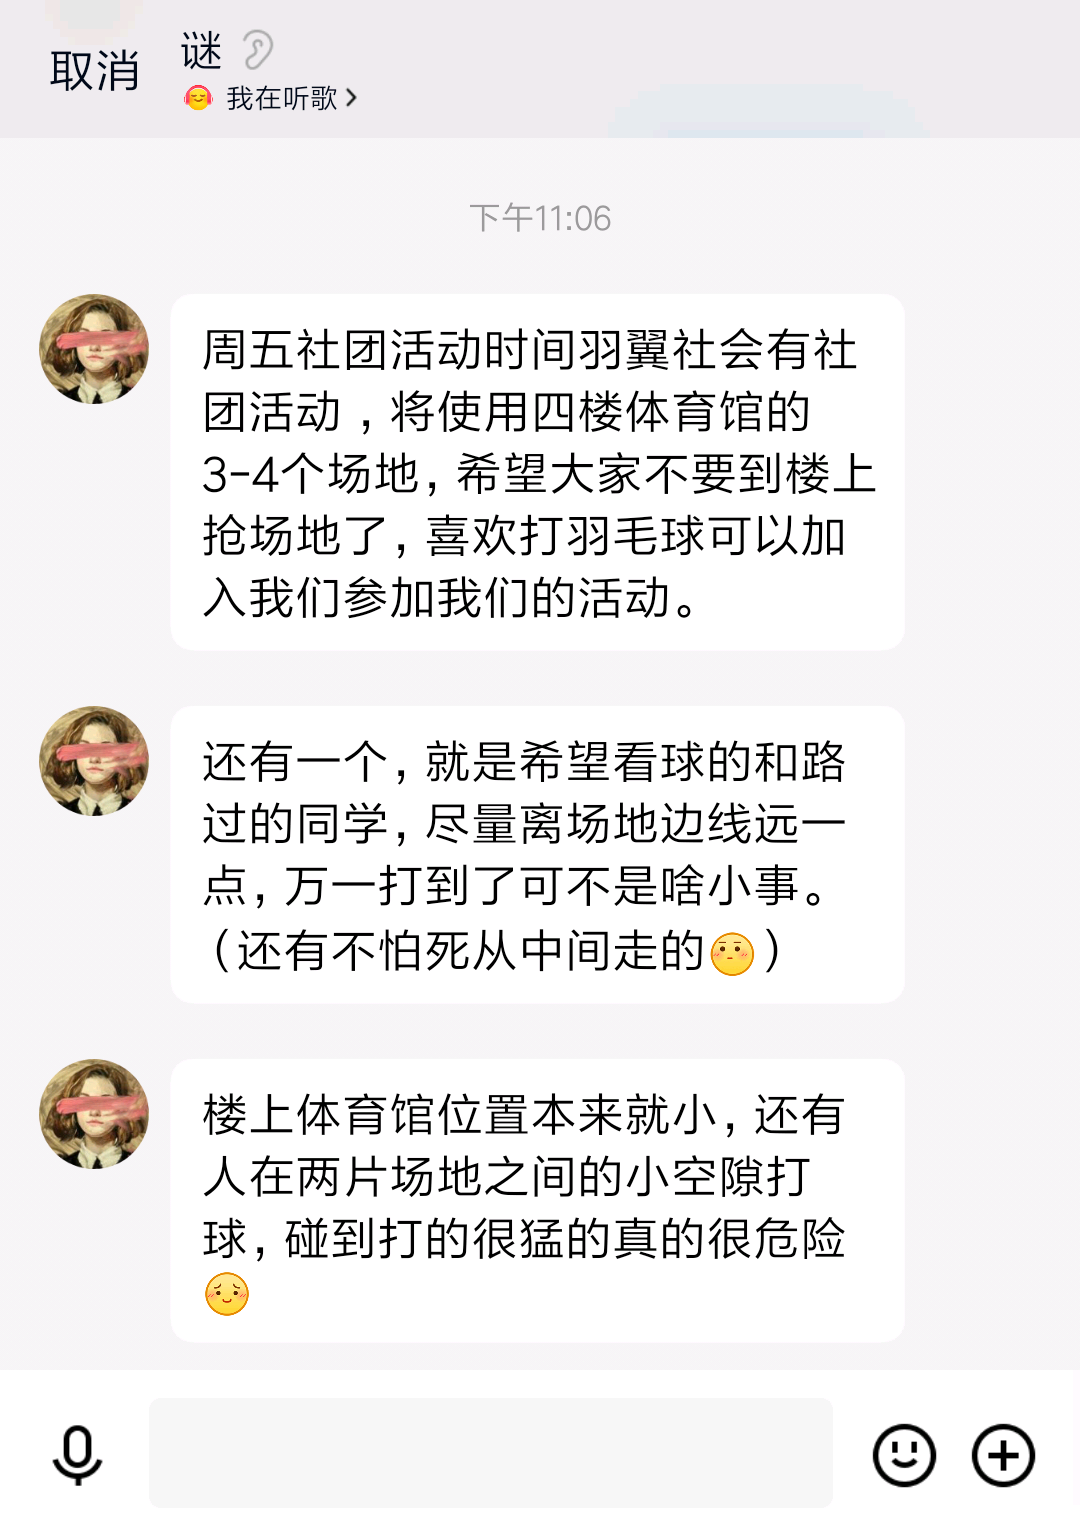 取消
谜
我在听歌
下午11:06
周五社团活动时间羽翼社会有社
团活动，将使用四楼体育馆的
3-4个场地，希望大家不要到楼上
抢场地了，喜欢打羽毛球可以加
入我们参加我们的活动。
还有一个，就是希望看球的和路
过的同学，尽量离场地边线远一
点，万一打到了可不是啥小事。
（还有不怕死从中间走的）
楼上体育馆位置本来就小，还有
人在两片场地之间的小空隙打
球，碰到打的很猛的真的很危险